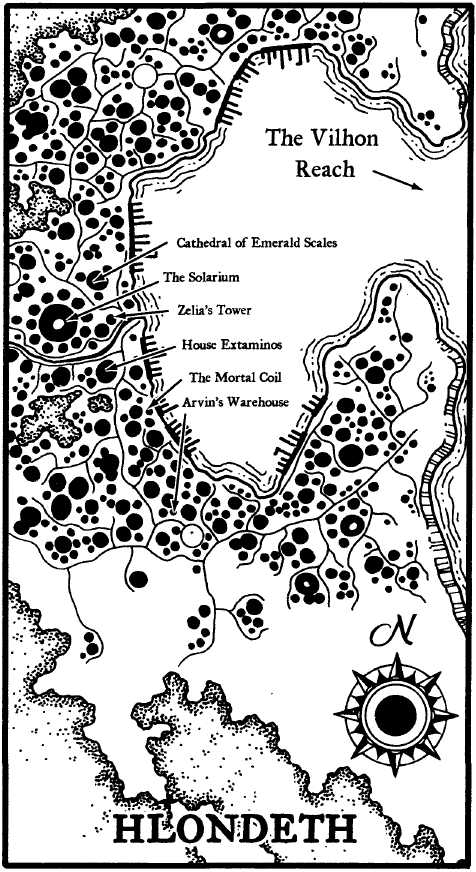 The Vilhon
Reach
Cathedral of Emerald Scales
The Solarium
Zelia's Tower
House Extaminos
The Mortal Coil
Arvin's Warehouse
N
HLONDETH